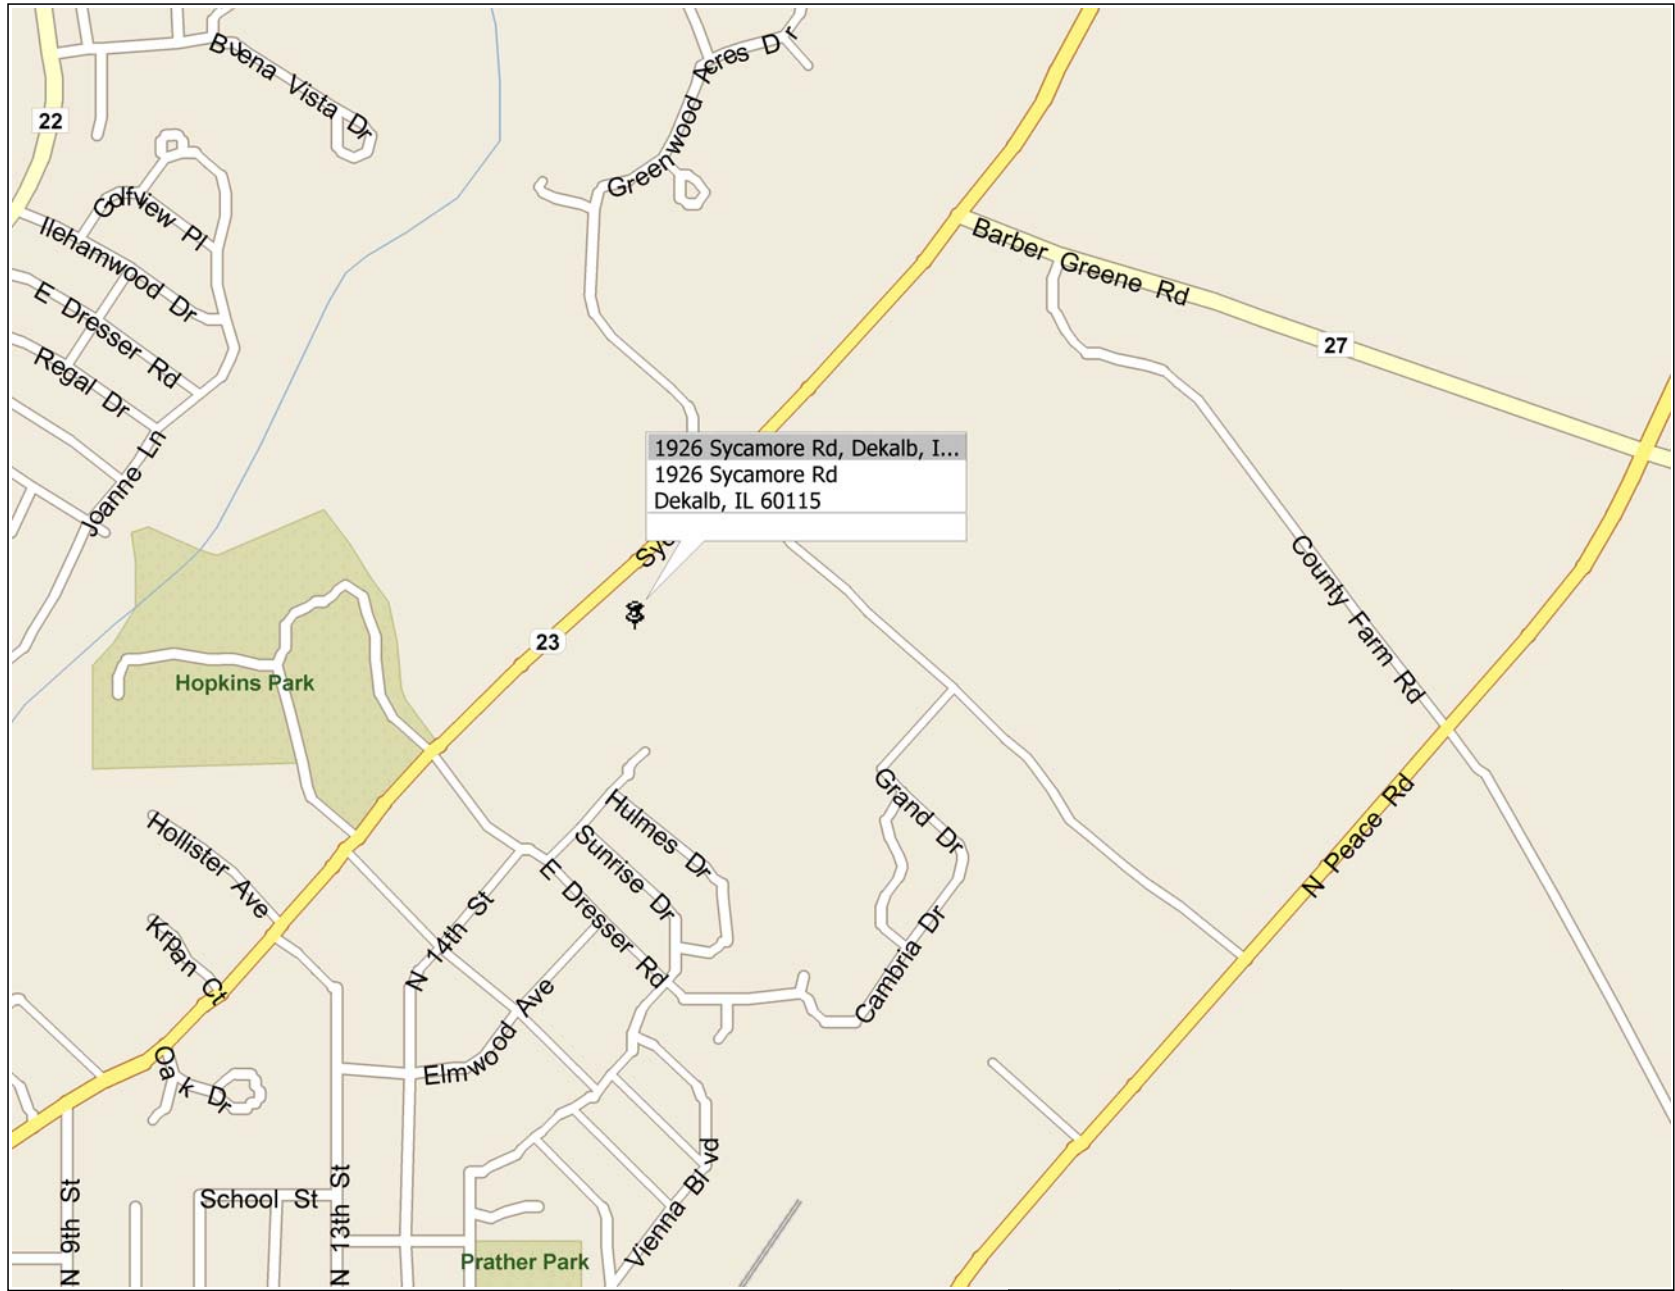 Buena Vista Dr
Greenwood Acres Dr
22
Golfview Pl
Ilehamwood Dr
Barber Greene Rd
E Dresser Rd
27
Regal Dr
1926 Sycamore Rd, Dekalb, I...
1926 Sycamore Rd
Dekalb, IL 60115
Joanne Ln
Syc
County Farm Rd
23
Hopkins Park
Grand Dr
Hulmes Dr
N Peace Rd
Hollister Ave
Sunrise Dr
E Dresser Rd
N 14th St
Krpan Ct
Cambria Dr
Elmwood Ave
Oak Dr
Vienna Blvd
School St
N 9th St
N 13th St
Prather Park